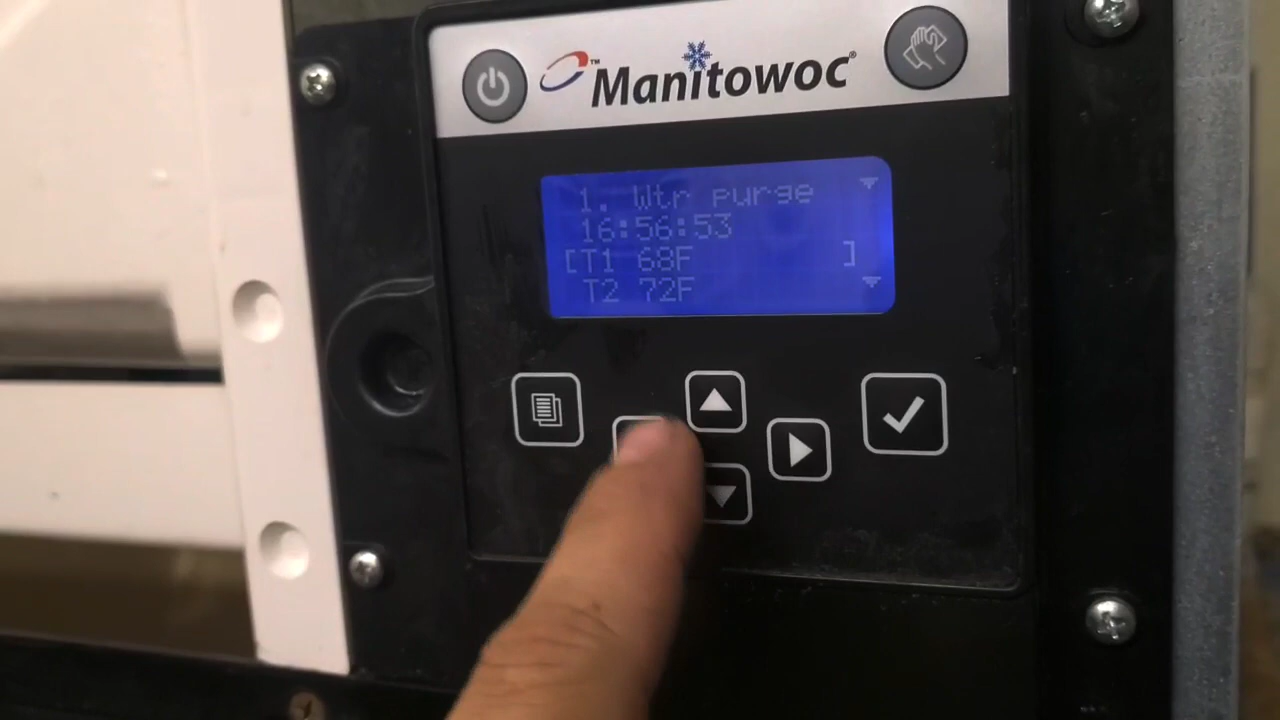 Manitowoc®
1. Wtr purge
16:56:53
[T1 68F ]
T2 72F